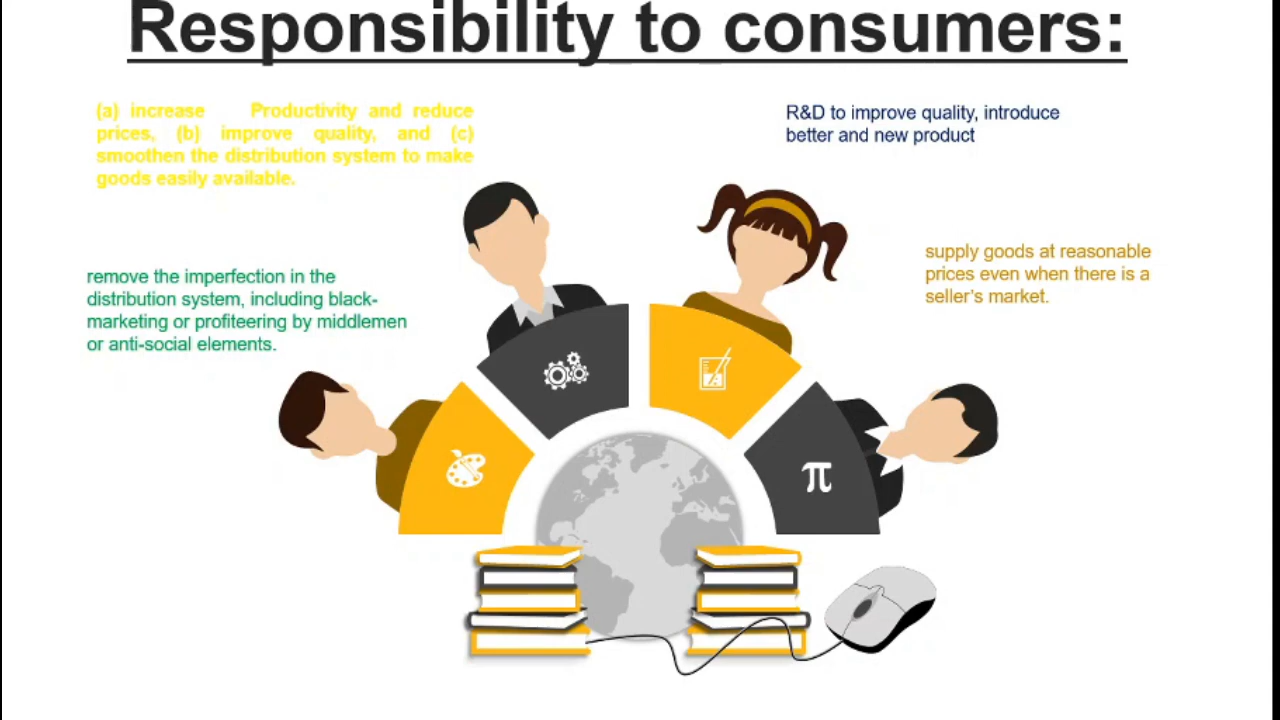 Responsibility to consumers:
(a) increase Productivity and reduce
prices, (b) improve quality, and (c)
smoothen the distribution system to make
goods easily available.
R&D to improve quality, introduce
better and new product
remove the imperfection in the
distribution system, including black-
marketing or profiteering by middlemen
or anti-social elements.
supply goods at reasonable
prices even when there is a
seller's market.
π